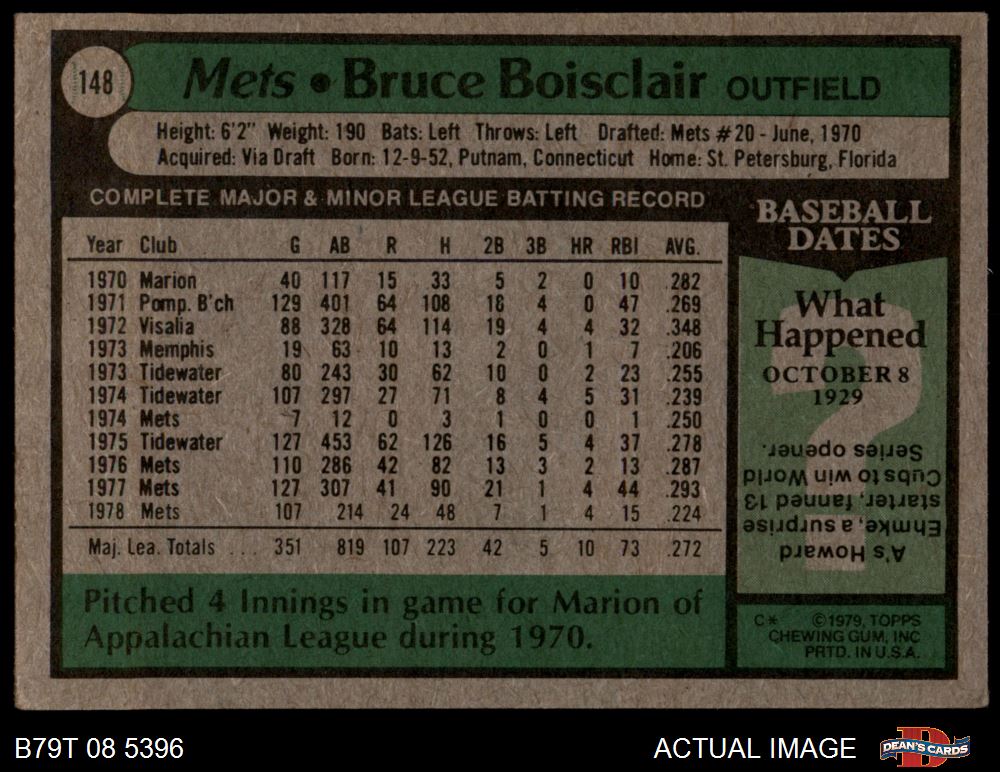 148
Mets • Bruce Boisclair OUTFIELD
Height: 6'2" Weight: 190 Bats: Left Throws: Left Drafted: Mets #20 - June, 1970
Acquired: Via Draft Born: 12-9-52, Putnam, Connecticut Home: St. Petersburg, Florida
COMPLETE MAJOR & MINOR LEAGUE BATTING RECORD
Year Club G AB R H 2B 3B HR RBI AVG.
1970 Marion 40 117 15 33 5 2 0 10 .282
1971 Pomp. B'ch 129 401 64 108 18 4 0 47 .269
1972 Visalia 88 328 64 114 19 4 4 32 .348
1973 Memphis 19 63 10 13 2 0 1 7 .206
1973 Tidewater 80 243 30 62 10 0 2 23 .255
1974 Tidewater 107 297 27 71 8 4 5 31 .239
1974 Mets 7 12 0 3 1 0 0 1 .250
1975 Tidewater 127 453 62 126 16 5 4 37 .278
1976 Mets 110 286 42 82 13 3 2 13 .287
1977 Mets 127 307 41 90 21 1 4 44 .293
1978 Mets 107 214 24 48 7 1 4 15 .224
Maj. Lea. Totals ... 351 819 107 223 42 5 10 73 .272
Pitched 4 Innings in game for Marion of
Appalachian League during 1970.
BASEBALL
DATES
What
Happened
OCTOBER 8
1929
?
A's Howard
Ehmke, a surprise
starter, fanned 13
Cubs to win World
Series opener.
C* ©1979, TOPPS
CHEWING GUM, INC
PRTD. IN U.S.A.
B79T 08 5396
ACTUAL IMAGE
D
DEAN'S CARDS